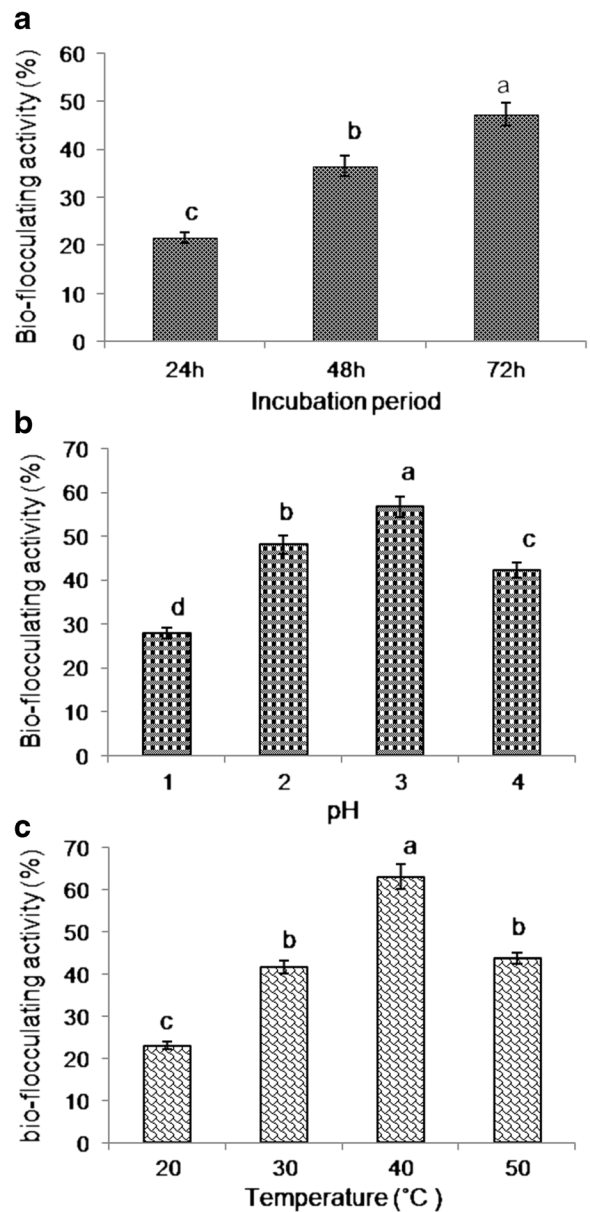 a
Bio-flocculating activity (%)
60
50
40
30
20
10
0
c
b
a
24h
48h
72h
Incubation period
b
Bio-flocculating activity (%)
70
60
50
40
30
20
10
0
d
b
a
c
1
2
3
4
pH
c
bio-flocculating activity (%)
70
60
50
40
30
20
10
0
c
b
a
b
20
30
40
50
Temperature (°C)